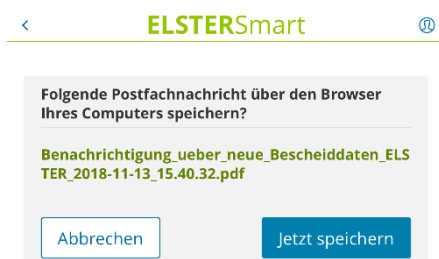 ELSTERSmart
Folgende Postfachnachricht über den Browser
Ihres Computers speichern?
Benachrichtigung_ueber_neue_Bescheiddaten_ELS
TER_2018-11-13_15.40.32.pdf
Abbrechen Jetzt speichern